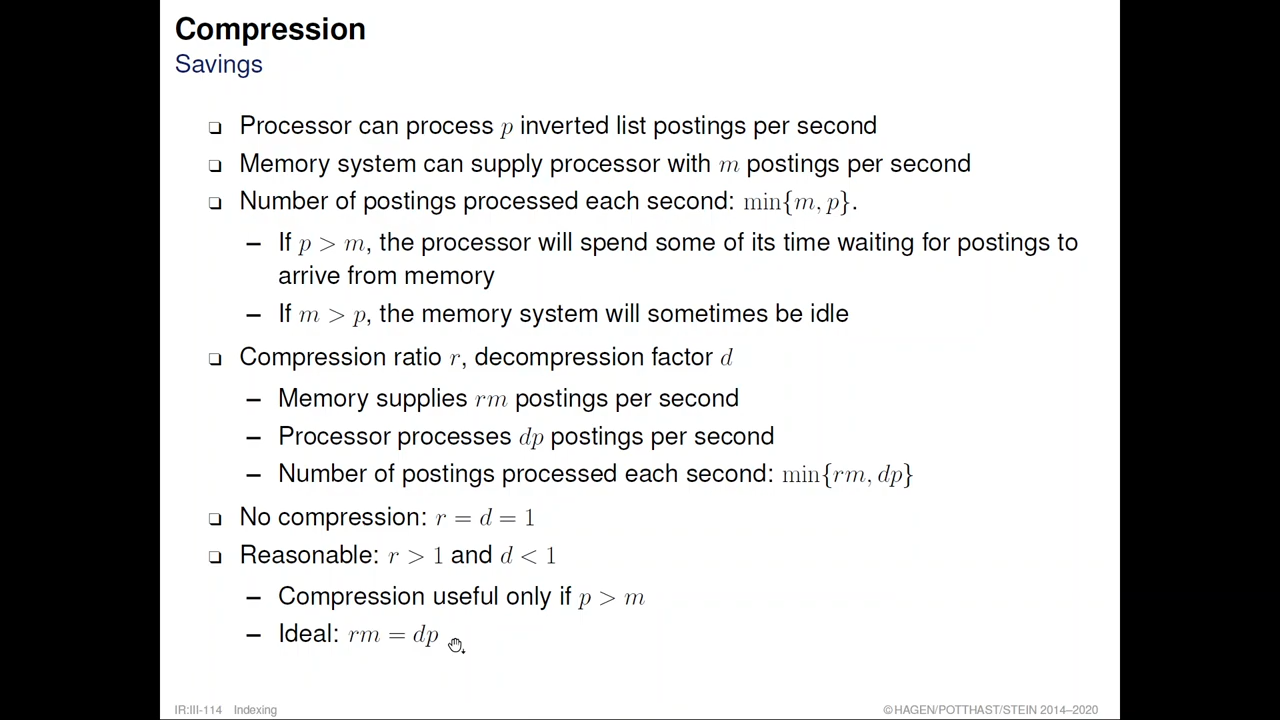 Compression
Savings
❑ Processor can process p inverted list postings per second
❑ Memory system can supply processor with m postings per second
❑ Number of postings processed each second: min{m, p}.
– If p > m, the processor will spend some of its time waiting for postings to
arrive from memory
– If m > p, the memory system will sometimes be idle
❑ Compression ratio r, decompression factor d
– Memory supplies rm postings per second
– Processor processes dp postings per second
– Number of postings processed each second: min{rm, dp}
❑ No compression: r = d = 1
❑ Reasonable: r > 1 and d < 1
– Compression useful only if p > m
– Ideal: rm = dp
IR:III-114 Indexing
© HAGEN/POTTHAST/STEIN 2014–2020